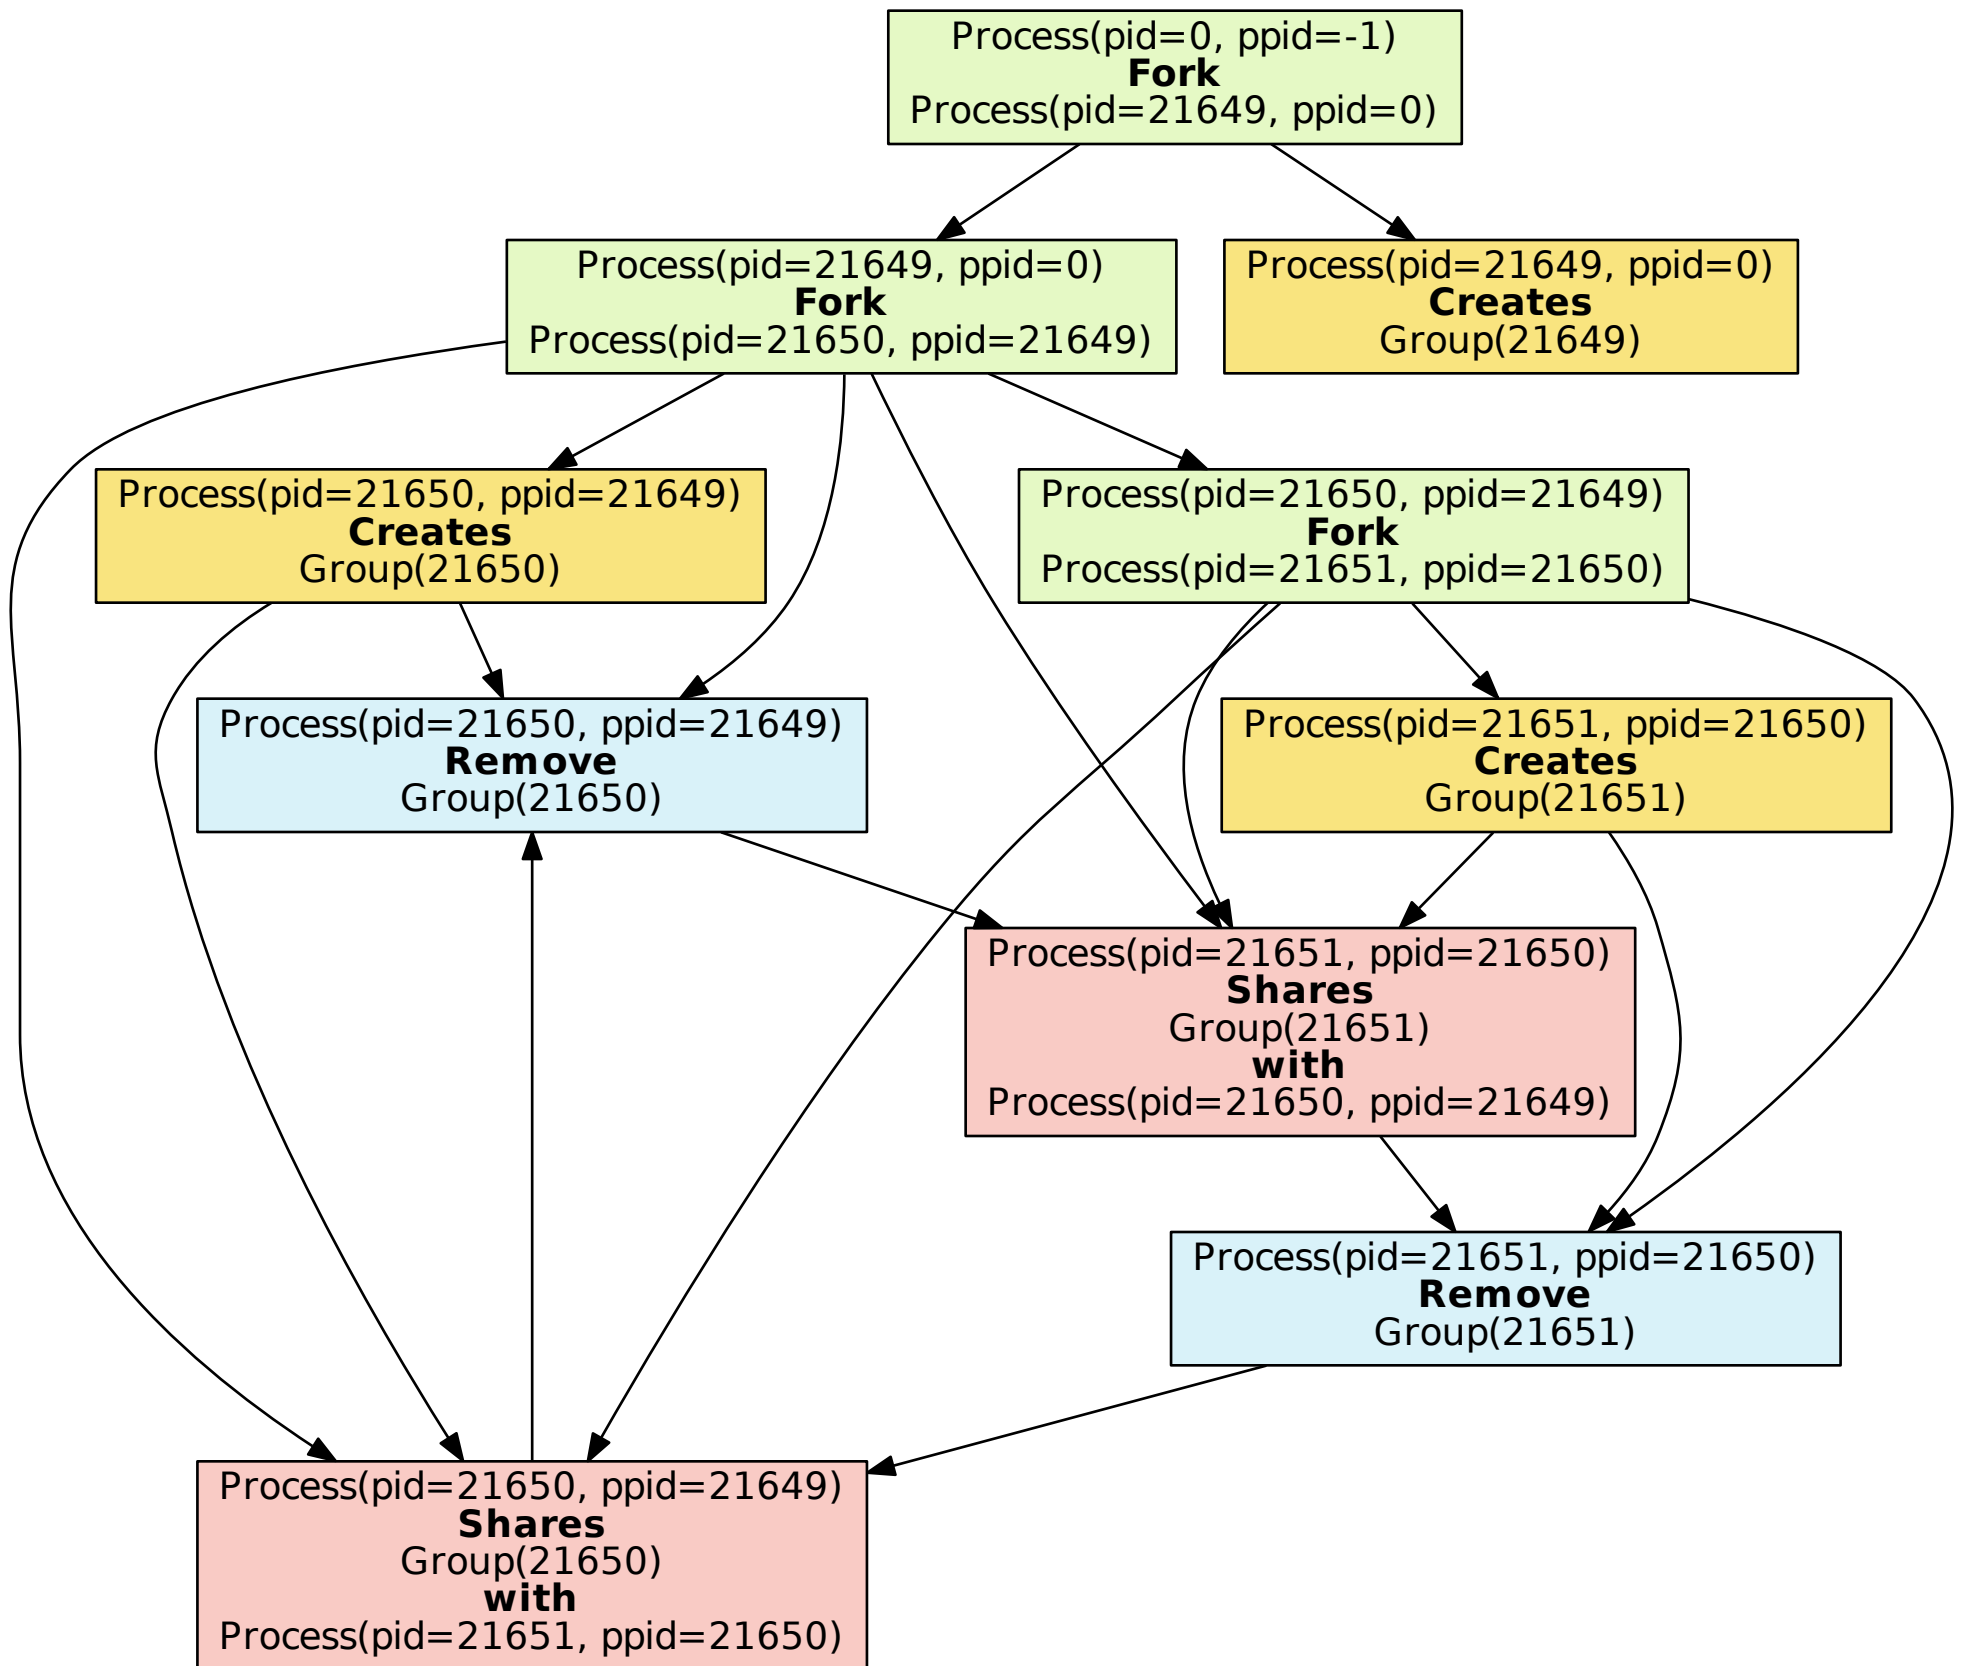 Process(pid=0, ppid=-1)
Fork
Process(pid=21649, ppid=0)
Process(pid=21649, ppid=0)
Fork
Process(pid=21650, ppid=21649)
Process(pid=21649, ppid=0)
Creates
Group(21649)
Process(pid=21650, ppid=21649)
Creates
Group(21650)
Process(pid=21650, ppid=21649)
Fork
Process(pid=21651, ppid=21650)
Process(pid=21650, ppid=21649)
Remove
Group(21650)
Process(pid=21651, ppid=21650)
Creates
Group(21651)
Process(pid=21651, ppid=21650)
Shares
Group(21651)
with
Process(pid=21650, ppid=21649)
Process(pid=21651, ppid=21650)
Remove
Group(21651)
Process(pid=21650, ppid=21649)
Shares
Group(21650)
with
Process(pid=21651, ppid=21650)